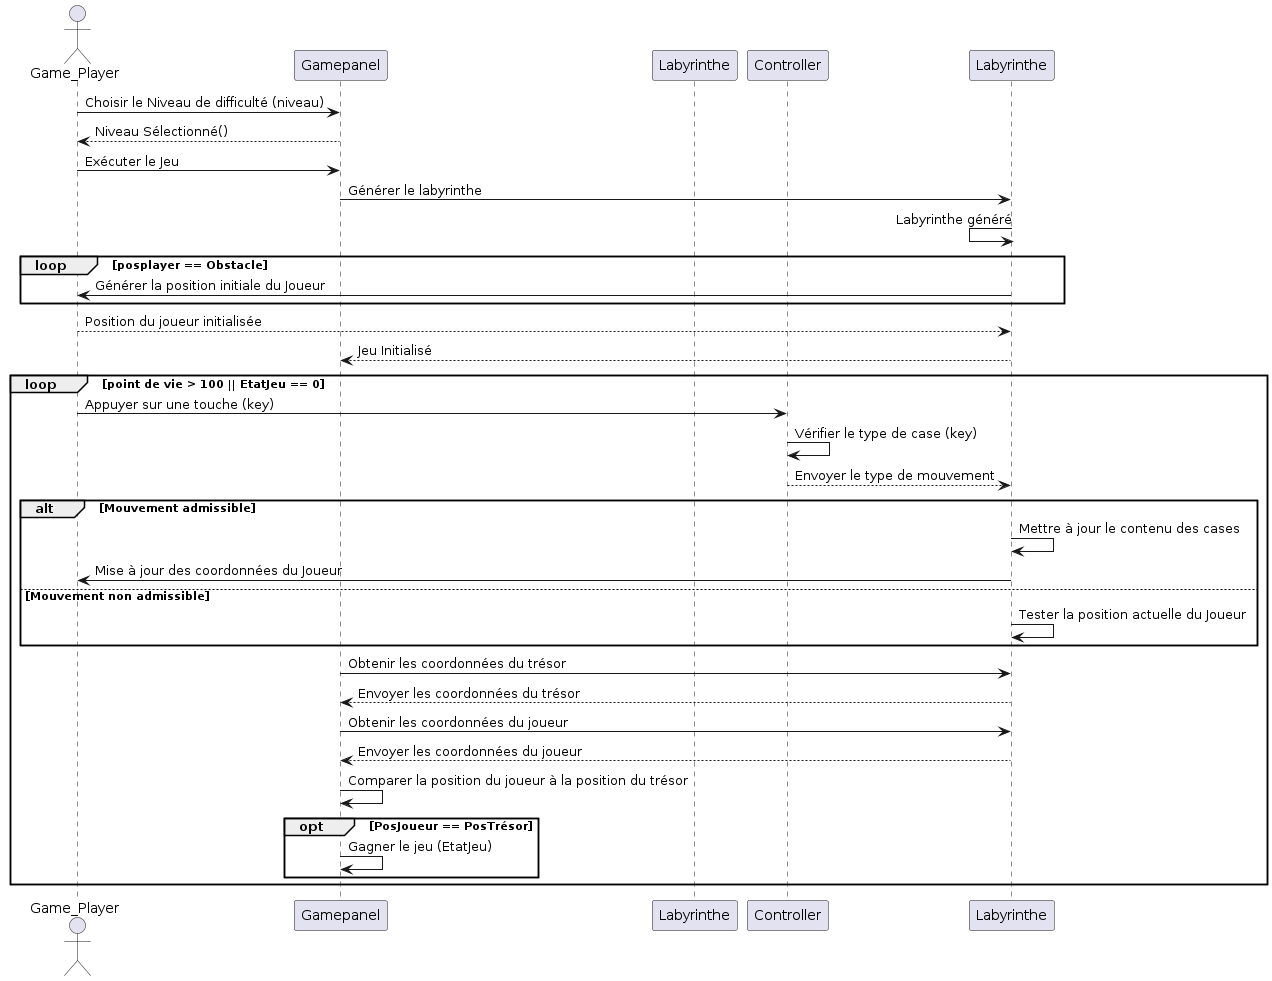 Game_Player
Gamepanel
Labyrinthe
Controller
Labyrinthe
Choisir le Niveau de difficulté (niveau)
Niveau Sélectionné()
Exécuter le Jeu
Générer le labyrinthe
Labyrinthe généré
loop [posplayer == Obstacle]
Générer la position initiale du Joueur
Position du joueur initialisée
Jeu Initialisé
loop [point de vie > 100 || EtatJeu == 0]
Appuyer sur une touche (key)
Vérifier le type de case (key)
Envoyer le type de mouvement
alt [Mouvement admissible]
Mettre à jour le contenu des cases
Mise à jour des coordonnées du Joueur
[Mouvement non admissible]
Tester la position actuelle du Joueur
Obtenir les coordonnées du trésor
Envoyer les coordonnées du trésor
Obtenir les coordonnées du joueur
Envoyer les coordonnées du joueur
Comparer la position du joueur à la position du trésor
opt [PosJoueur == PosTrésor]
Gagner le jeu (EtatJeu)
Game_Player
Gamepanel
Labyrinthe
Controller
Labyrinthe